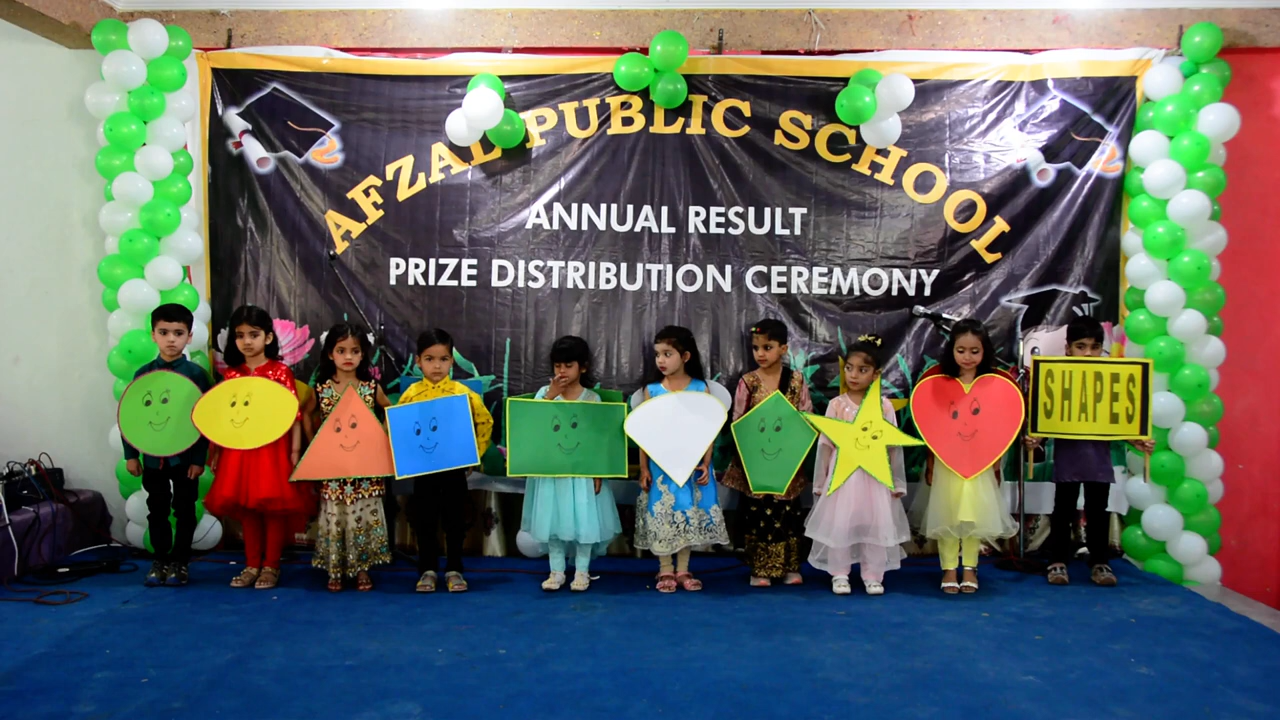 AFZAL PUBLIC SCHOOL
ANNUAL RESULT
PRIZE DISTRIBUTION CEREMONY
SHAPES